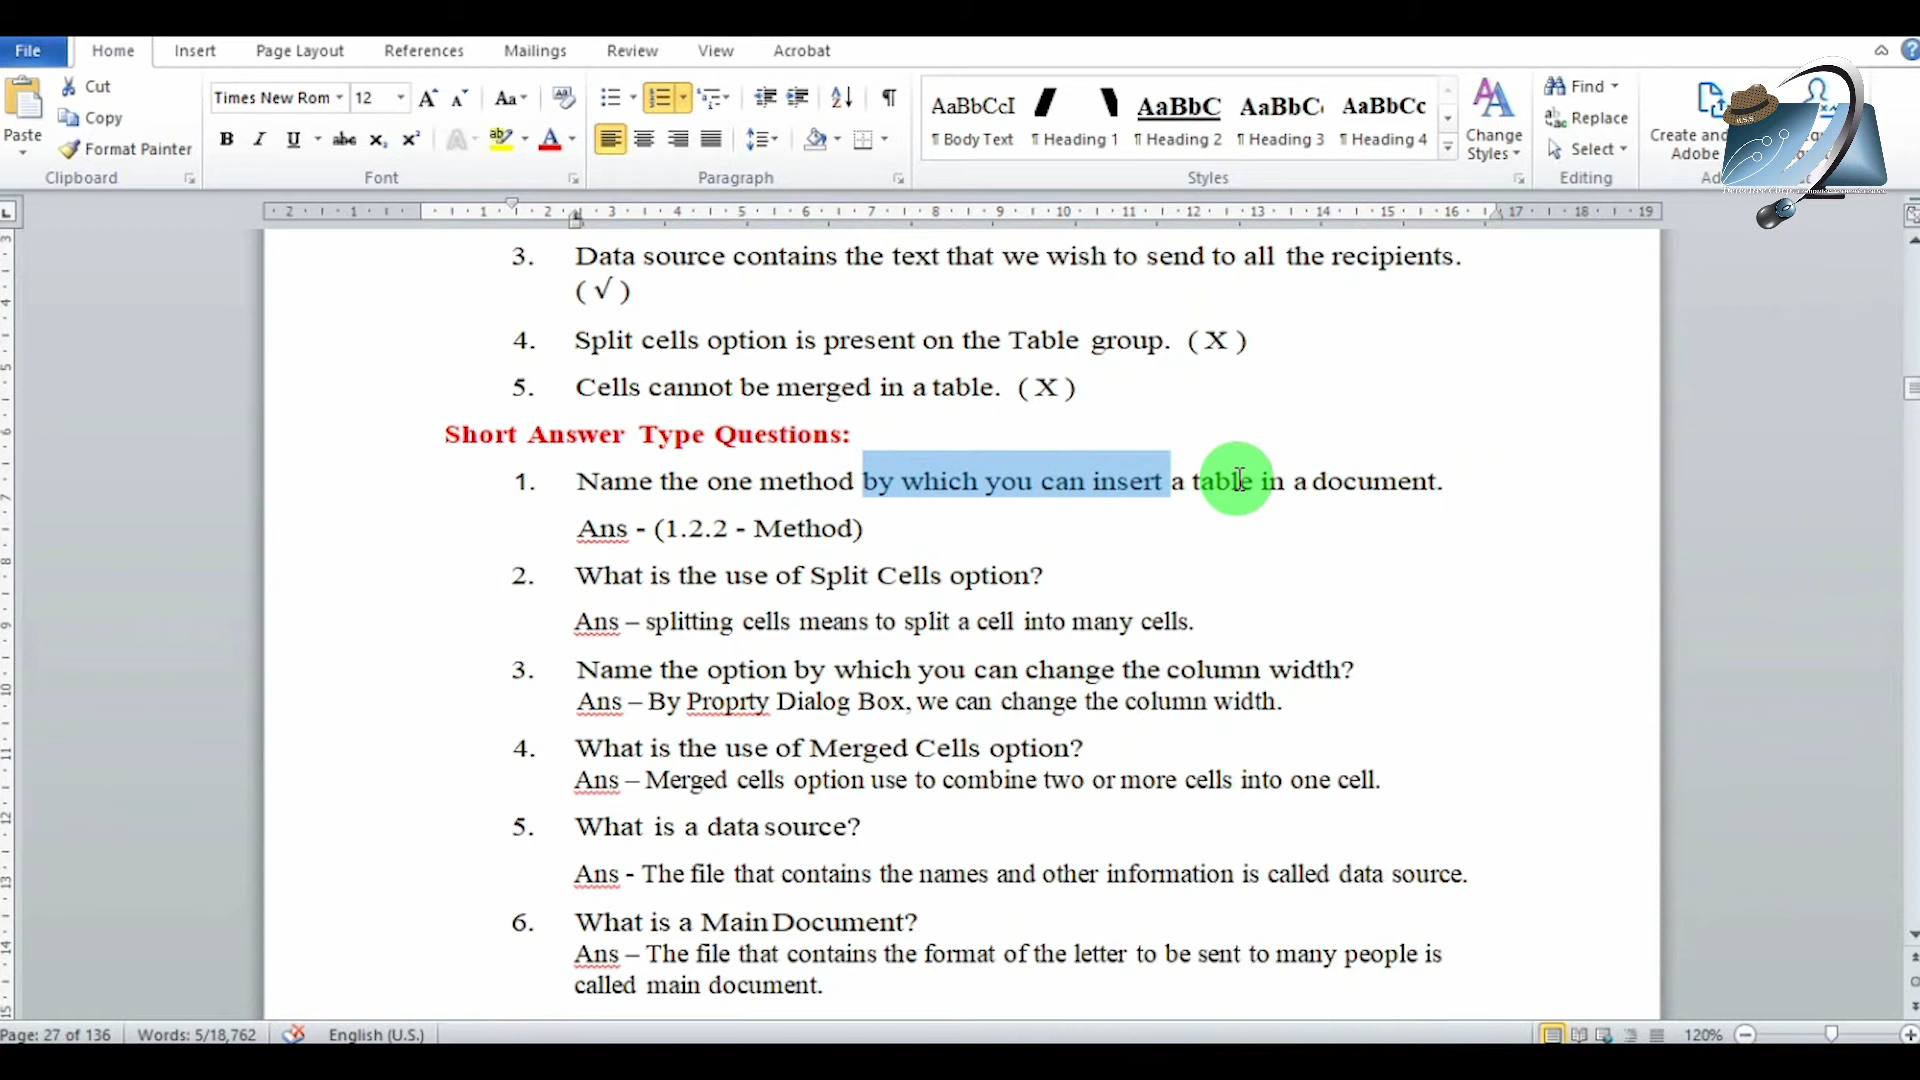 File Home Insert Page Layout References Mailings Review View Acrobat
Cut
Copy
Paste
Format Painter
Clipboard
Times New Rom 12
Font
Paragraph
AaBbCcI AaBbC AaBbC AaBbCc
¶ Body Text ¶ Heading 1 ¶ Heading 2 ¶ Heading 3 ¶ Heading 4
Change
Styles
Styles
Find
Replace
Select
Editing
Create and
Adobe
3. Data source contains the text that we wish to send to all the recipients.
( √ )
4. Split cells option is present on the Table group. ( X )
5. Cells cannot be merged in a table. ( X )
Short Answer Type Questions:
1. Name the one method by which you can insert a table in a document.
Ans - (1.2.2 - Method)
2. What is the use of Split Cells option?
Ans – splitting cells means to split a cell into many cells.
3. Name the option by which you can change the column width?
Ans – By Proprty Dialog Box, we can change the column width.
4. What is the use of Merged Cells option?
Ans – Merged cells option use to combine two or more cells into one cell.
5. What is a data source?
Ans - The file that contains the names and other information is called data source.
6. What is a Main Document?
Ans – The file that contains the format of the letter to be sent to many people is
called main document.
Page: 27 of 136 Words: 5/18,762 English (U.S.) 120%